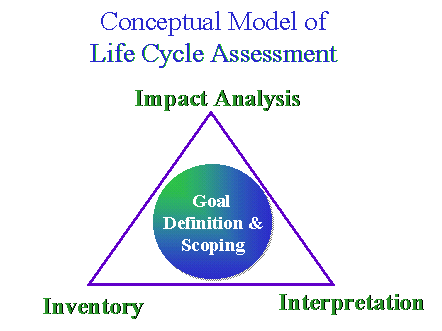 Conceptual Model of
Life Cycle Assessment
Impact Analysis
Goal
Definition &
Scoping
Inventory
Interpretation